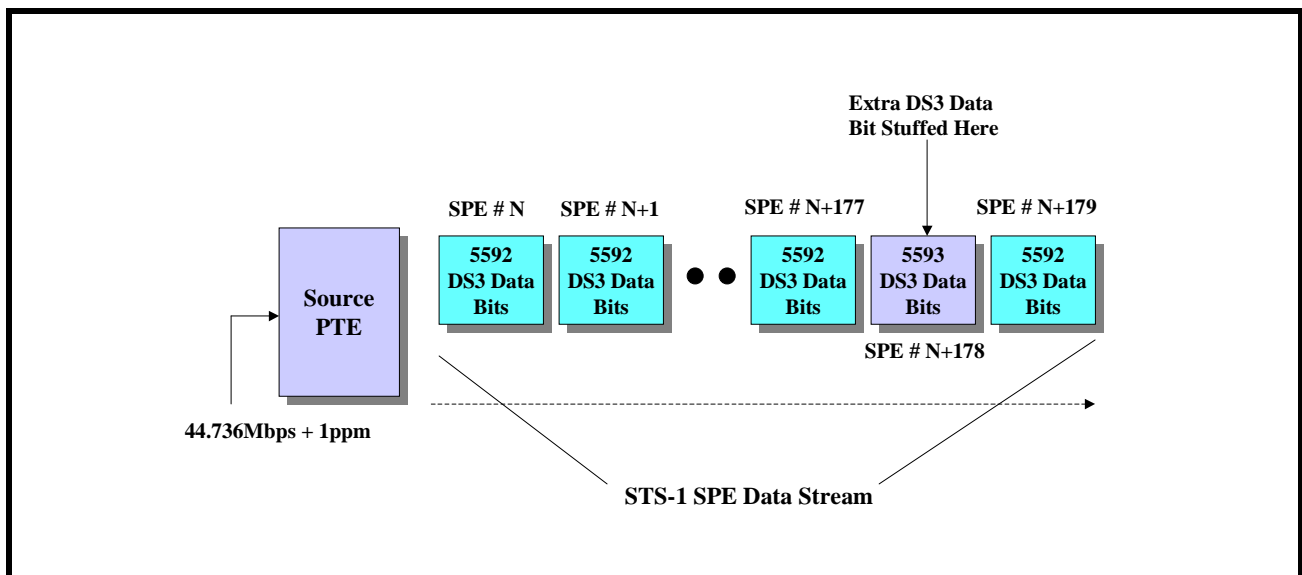 Extra DS3 Data
Bit Stuffed Here
SPE # N
SPE # N+1
SPE # N+177
SPE # N+179
Source
PTE
5592
DS3 Data
Bits
5592
DS3 Data
Bits
5592
DS3 Data
Bits
5593
DS3 Data
Bits
5592
DS3 Data
Bits
SPE # N+178
44.736Mbps + 1ppm
STS-1 SPE Data Stream